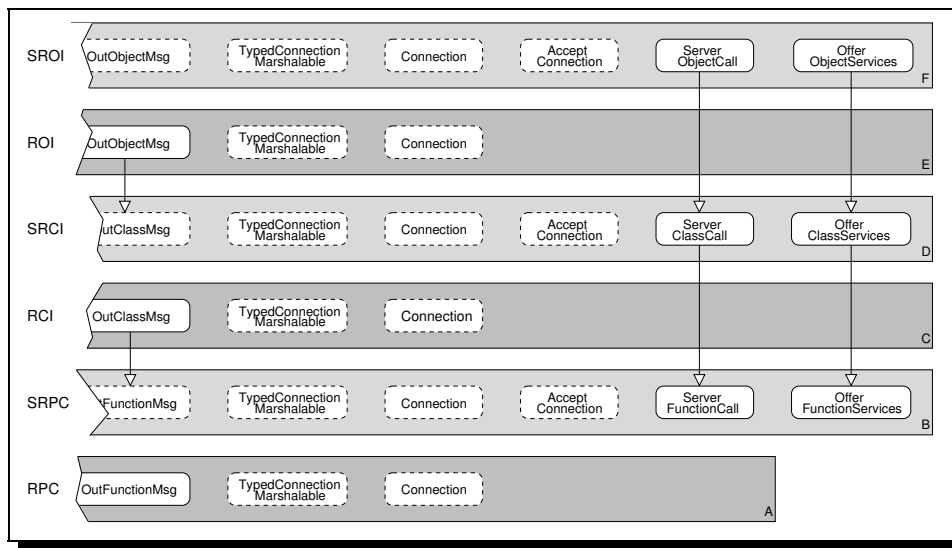 SROI
OutObjectMsg
TypedConnection
Marshalable
Connection
Accept
Connection
Server
ObjectCall
Offer
ObjectServices
F
ROI
OutObjectMsg
TypedConnection
Marshalable
Connection
E
SRCI
utClassMsg
TypedConnection
Marshalable
Connection
Accept
Connection
Server
ClassCall
Offer
ClassServices
D
RCI
OutClassMsg
TypedConnection
Marshalable
Connection
C
SRPC
tFunctionMsg
TypedConnection
Marshalable
Connection
Accept
Connection
Server
FunctionCall
Offer
FunctionServices
B
RPC
OutFunctionMsg
TypedConnection
Marshalable
Connection
A